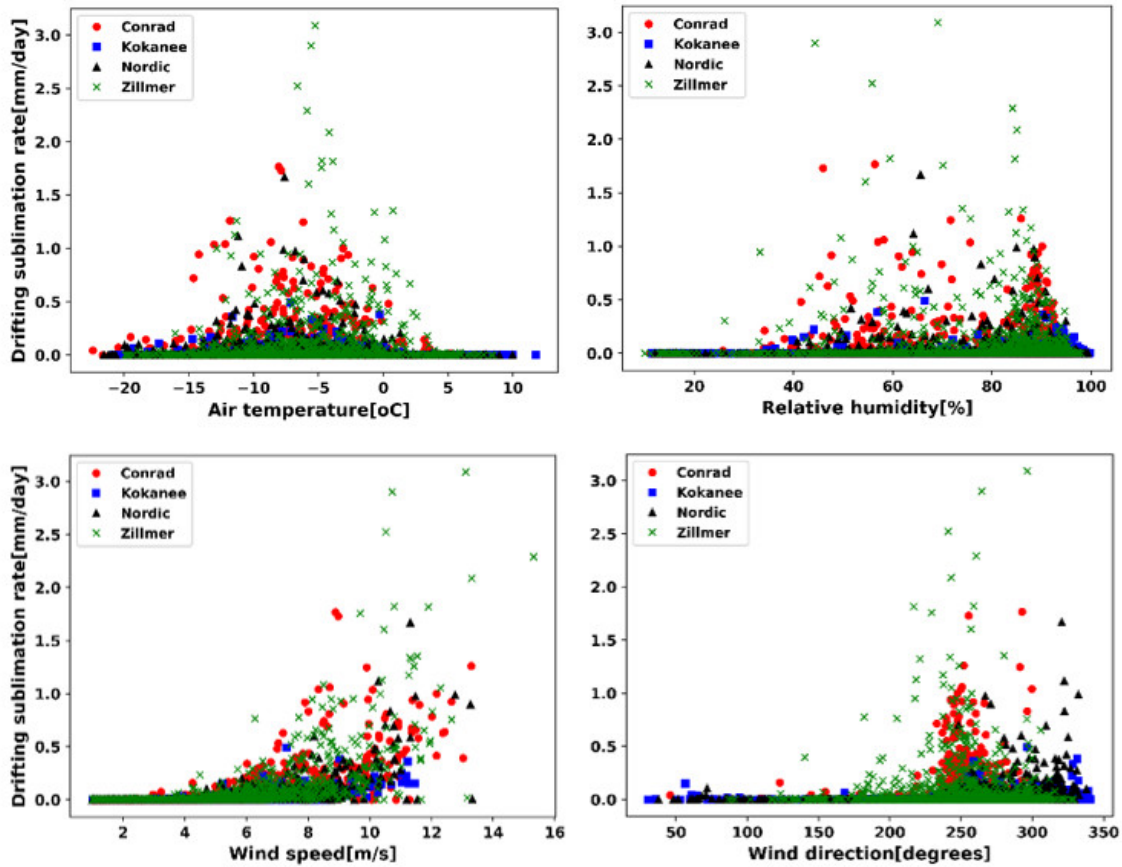 Drifting sublimation rate[mm/day]
3.0
2.5
2.0
1.5
1.0
0.5
0.0
Conrad
Kokanee
Nordic
Zillmer
−20 −15 −10 −5 0 5 10
Air temperature[oC]
3.0
2.5
2.0
1.5
1.0
0.5
0.0
Conrad
Kokanee
Nordic
Zillmer
20 40 60 80 100
Relative humidity[%]
Drifting sublimation rate[mm/day]
3.0
2.5
2.0
1.5
1.0
0.5
0.0
Conrad
Kokanee
Nordic
Zillmer
2 4 6 8 10 12 14 16
Wind speed[m/s]
3.0
2.5
2.0
1.5
1.0
0.5
0.0
Conrad
Kokanee
Nordic
Zillmer
50 100 150 200 250 300 350
Wind direction[degrees]